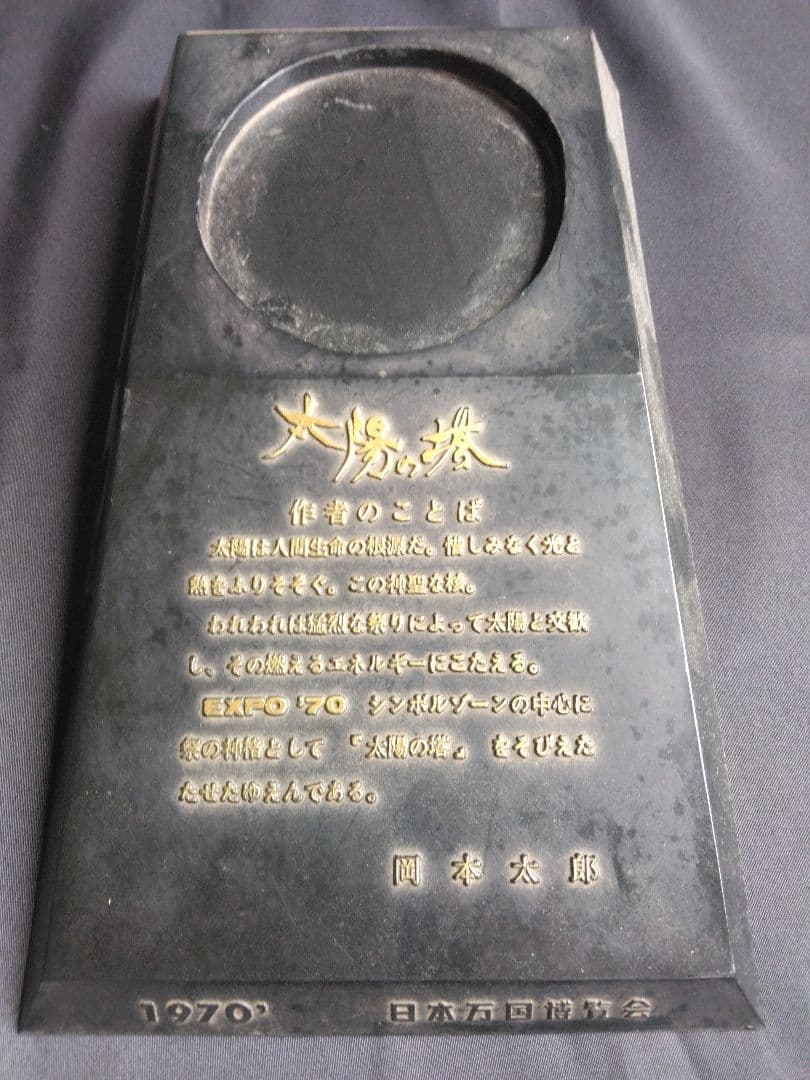 太陽の塔
作者のことば
太陽は人間生命の根源だ。惜しみなく光と
熱をふりそそぐ。この神聖な核。
われわれは猛烈な祭りによって太陽と交歓
し、その燃えるエネルギーにこたえる。
EXPO '70 シンボルゾーンの中心に
祭の神格として 『太陽の塔』 をそびえた
たせたゆえんである。
岡本太郎
1970' 日本万国博覧会